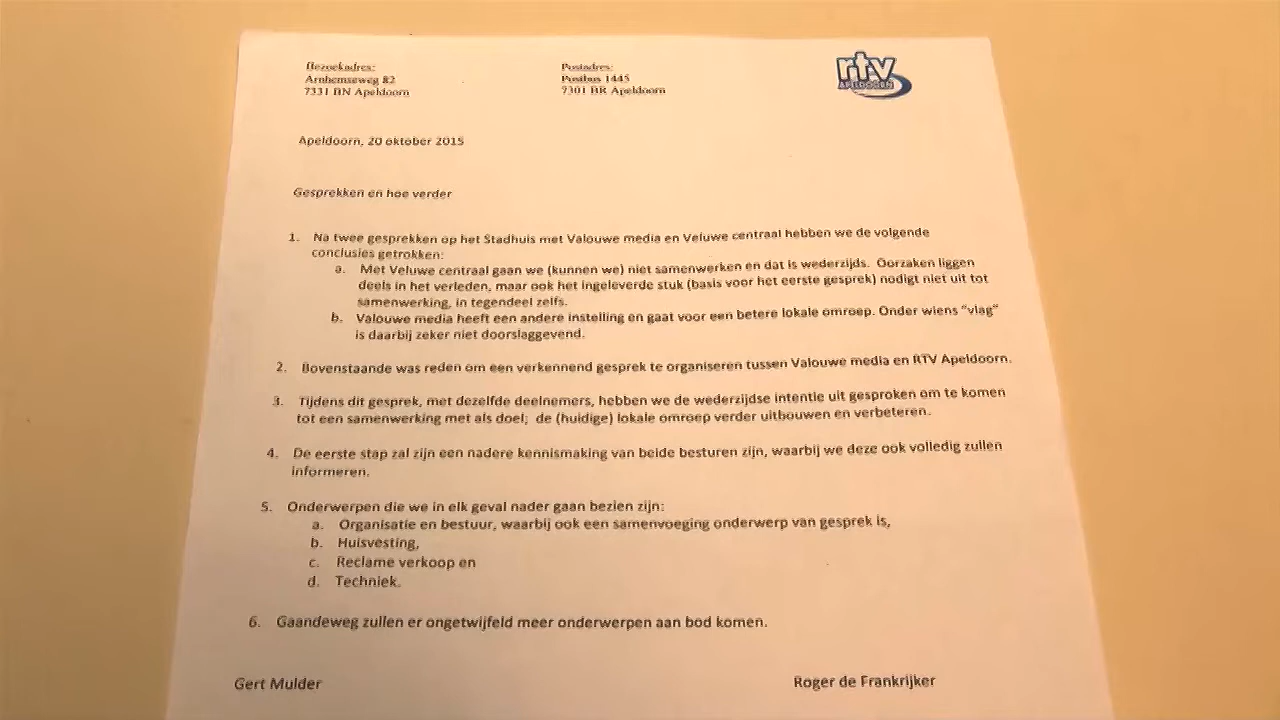 Bezoekadres:
Arnhemseweg 82
7331 BN Apeldoorn
Postadres:
Postbus 1445
7301 BR Apeldoorn
rtv
APELDOORN
Apeldoorn, 20 oktober 2015
Gesprekken en hoe verder
1. Na twee gesprekken op het Stadhuis met Valouwe media en Veluwe centraal hebben we de volgende
conclusies getrokken:
a. Met Veluwe centraal gaan we (kunnen we) niet samenwerken en dat is wederzijds. Oorzaken liggen
deels in het verleden, maar ook het ingeleverde stuk (basis voor het eerste gesprek) nodigt niet uit tot
samenwerking, in tegendeel zelfs.
b. Valouwe media heeft een andere instelling en gaat voor een betere lokale omroep. Onder wiens "vlag"
is daarbij zeker niet doorslaggevend.
2. Bovenstaande was reden om een verkennend gesprek te organiseren tussen Valouwe media en RTV Apeldoorn.
3. Tijdens dit gesprek, met dezelfde deelnemers, hebben we de wederzijdse intentie uit gesproken om te komen
tot een samenwerking met als doel; de (huidige) lokale omroep verder uitbouwen en verbeteren.
4. De eerste stap zal zijn een nadere kennismaking van beide besturen zijn, waarbij we deze ook volledig zullen
informeren.
5. Onderwerpen die we in elk geval nader gaan bezien zijn:
a. Organisatie en bestuur, waarbij ook een samenvoeging onderwerp van gesprek is,
b. Huisvesting,
c. Reclame verkoop en
d. Techniek.
6. Gaandeweg zullen er ongetwijfeld meer onderwerpen aan bod komen.
Gert Mulder
Roger de Frankrijker